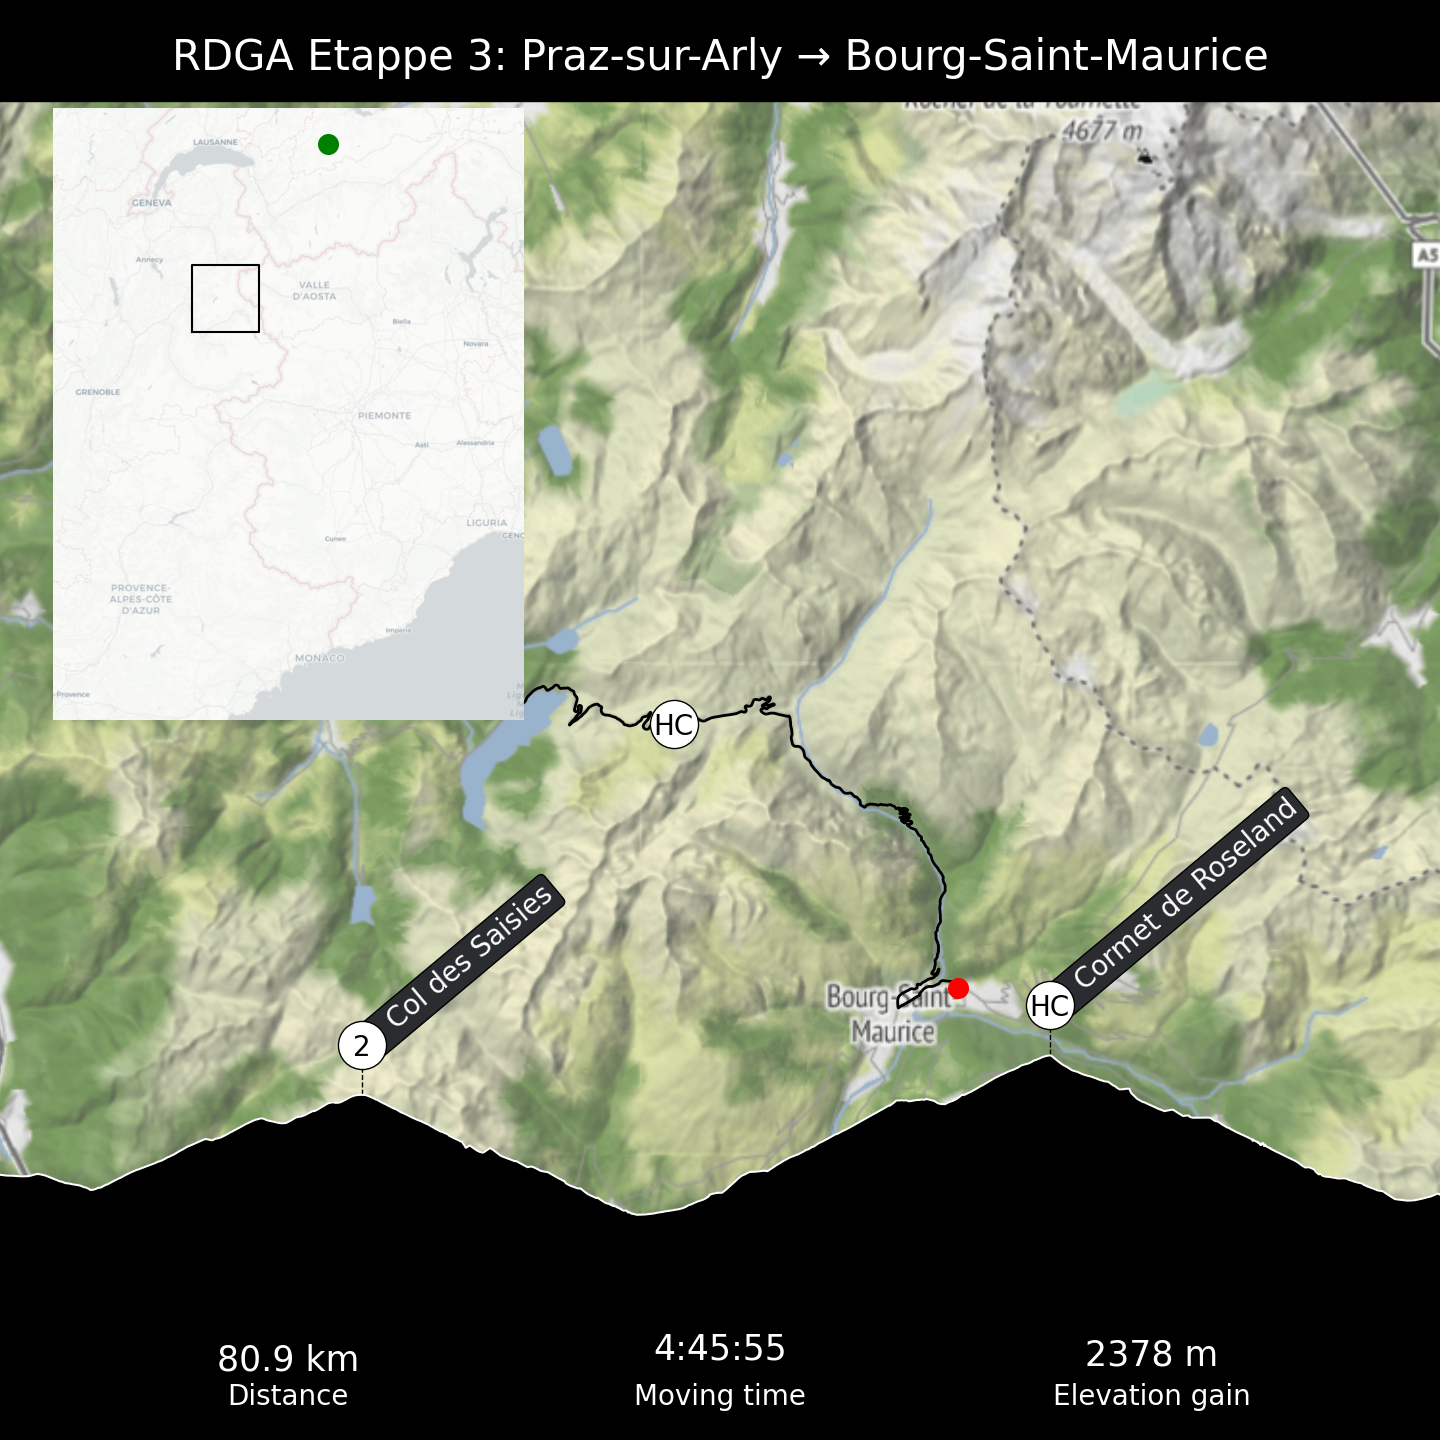 RDGA Etappe 3: Praz-sur-Arly → Bourg-Saint-Maurice
4677 m
A5
LAUSANNE
GENEVA
Annecy
VALLE
D'AOSTA
Biella
Novara
GRENOBLE
PIEMONTE
Asti
Alessandria
LIGURIA
Cuneo
PROVENCE-
ALPES-CÔTE
D'AZUR
Imperia
MONACO
Provence
HC
Bourg-Saint
Maurice
2
Col des Saisies
HC
Cormet de Roseland
80.9 km
Distance
4:45:55
Moving time
2378 m
Elevation gain